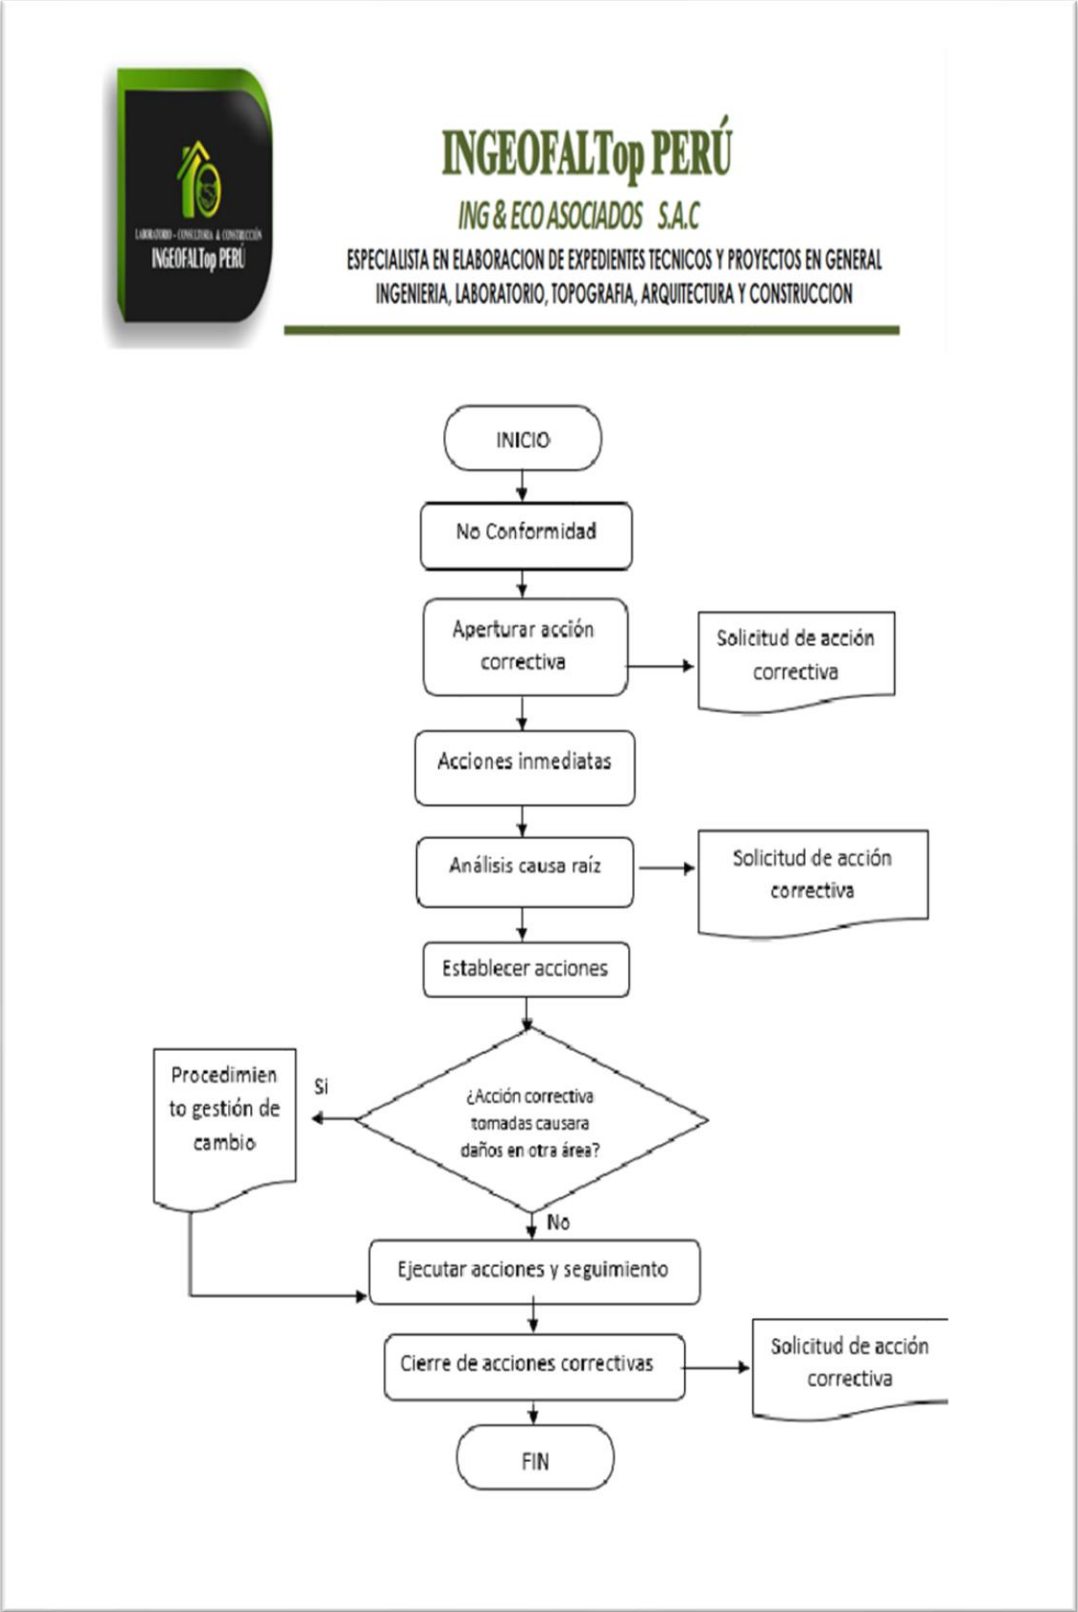 LABORATORIO - CONSULTORIA & CONSTRUCCIÓN
INGEOFALTop PERÚ
INGEOFALTop PERÚ
ING & ECO ASOCIADOS S.A.C
ESPECIALISTA EN ELABORACION DE EXPEDIENTES TECNICOS Y PROYECTOS EN GENERAL
INGENIERIA, LABORATORIO, TOPOGRAFIA, ARQUITECTURA Y CONSTRUCCION
INICIO
No Conformidad
Aperturar acción
correctiva
Solicitud de acción
correctiva
Acciones inmediatas
Análisis causa raíz
Solicitud de acción
correctiva
Establecer acciones
¿Acción correctiva
tomadas causara
daños en otra área?
Si
Procedimien
to gestión de
cambio
No
Ejecutar acciones y seguimiento
Cierre de acciones correctivas
Solicitud de acción
correctiva
FIN